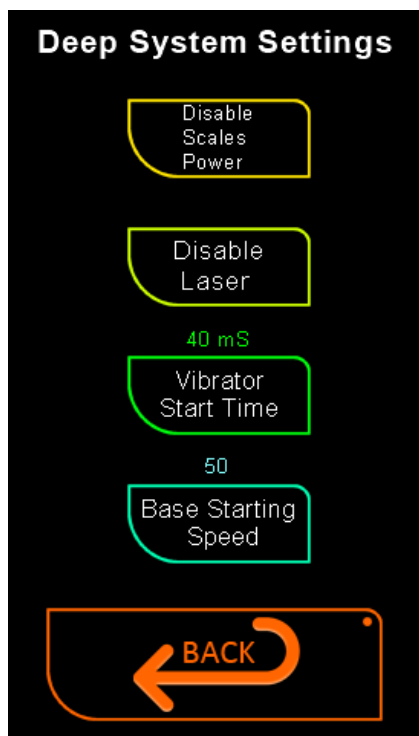 Deep System Settings
Disable
Scales
Power
Disable
Laser
40 mS
Vibrator
Start Time
50
Base Starting
Speed
BACK